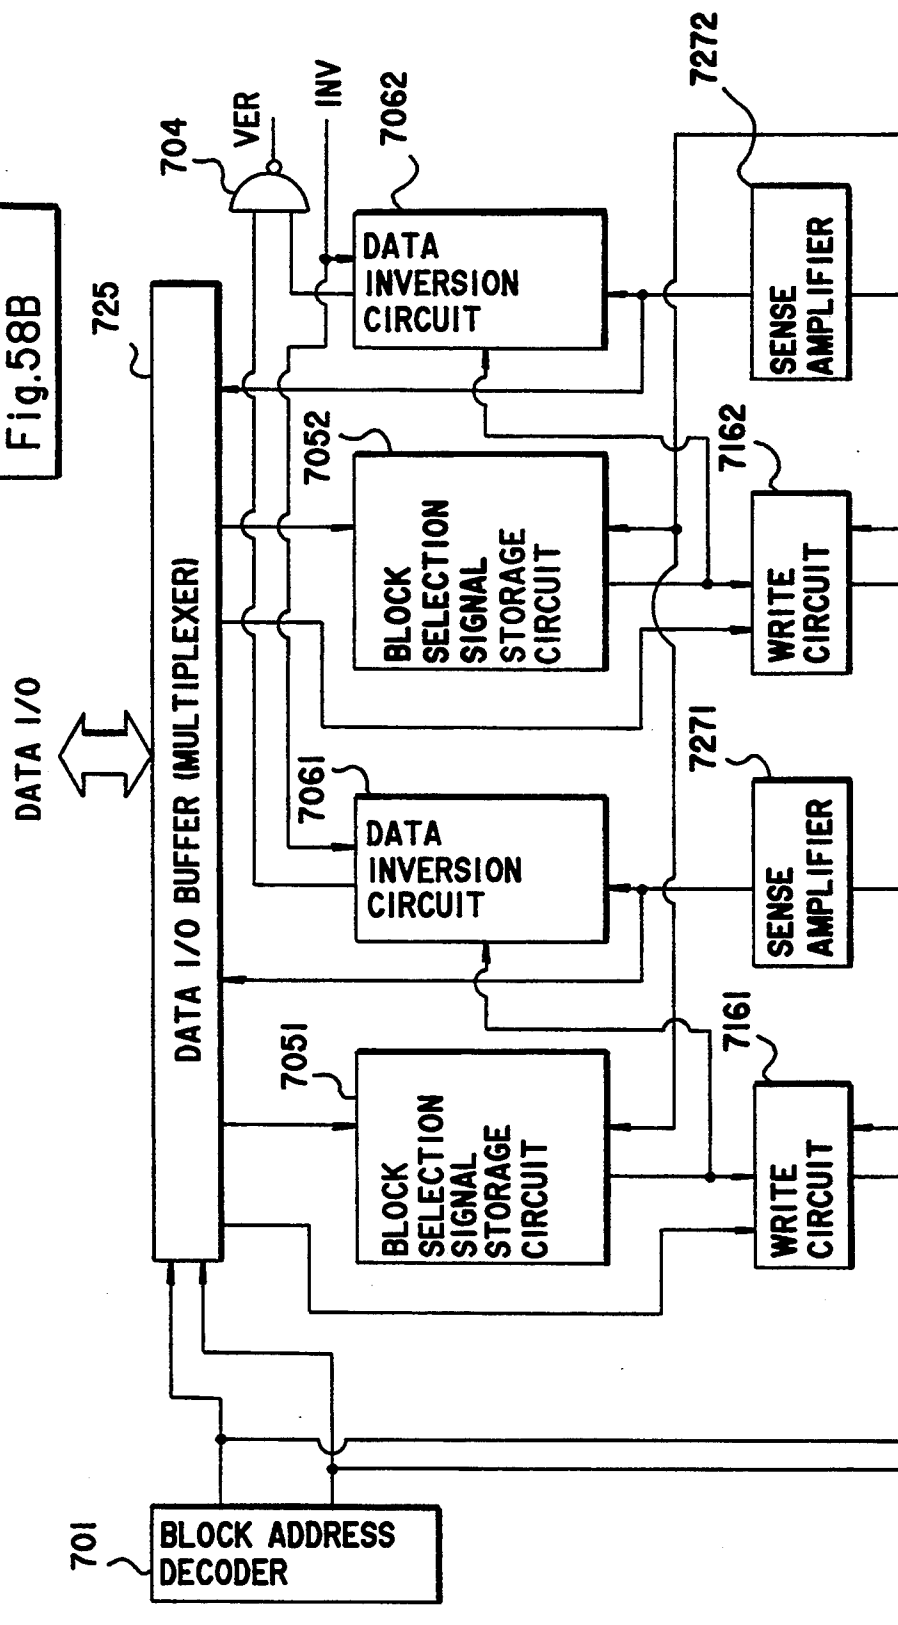 Fig.58B
DATA I/O
725
DATA I/O BUFFER (MULTIPLEXER)
704
VER
INV
701
BLOCK ADDRESS
DECODER
7051
BLOCK
SELECTION
SIGNAL
STORAGE
CIRCUIT
7061
DATA
INVERSION
CIRCUIT
7052
BLOCK
SELECTION
SIGNAL
STORAGE
CIRCUIT
7062
DATA
INVERSION
CIRCUIT
7161
WRITE
CIRCUIT
7271
SENSE
AMPLIFIER
7162
WRITE
CIRCUIT
7272
SENSE
AMPLIFIER